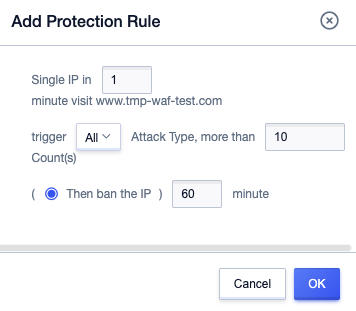 Add Protection Rule
Single IP in 1
minute visit www.tmp-waf-test.com
trigger All Attack Type, more than 10
Count(s)
( Then ban the IP ) 60 minute
Cancel OK